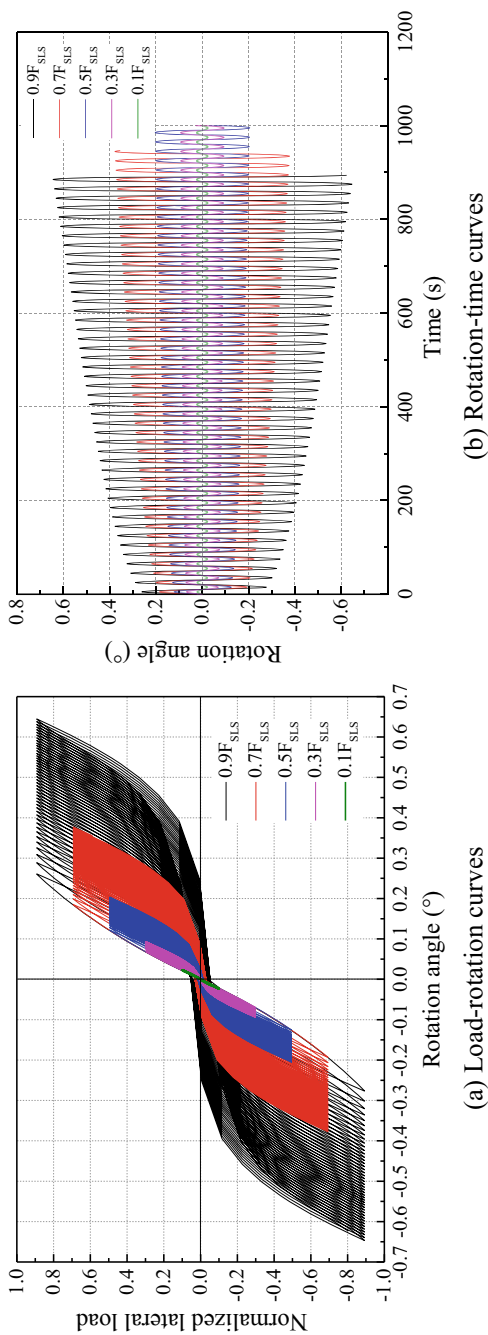 Normalized lateral load
1.0
0.8
0.6
0.4
0.2
0.0
-0.2
-0.4
-0.6
-0.8
-1.0
0.9F_SLS
0.7F_SLS
0.5F_SLS
0.3F_SLS
0.1F_SLS
-0.7 -0.6 -0.5 -0.4 -0.3 -0.2 -0.1 0.0 0.1 0.2 0.3 0.4 0.5 0.6 0.7
Rotation angle (°)
(a) Load-rotation curves
Rotation angle (°)
0.8
0.6
0.4
0.2
0.0
-0.2
-0.4
-0.6
0.9F_SLS
0.7F_SLS
0.5F_SLS
0.3F_SLS
0.1F_SLS
0 200 400 600 800 1000 1200
Time (s)
(b) Rotation-time curves